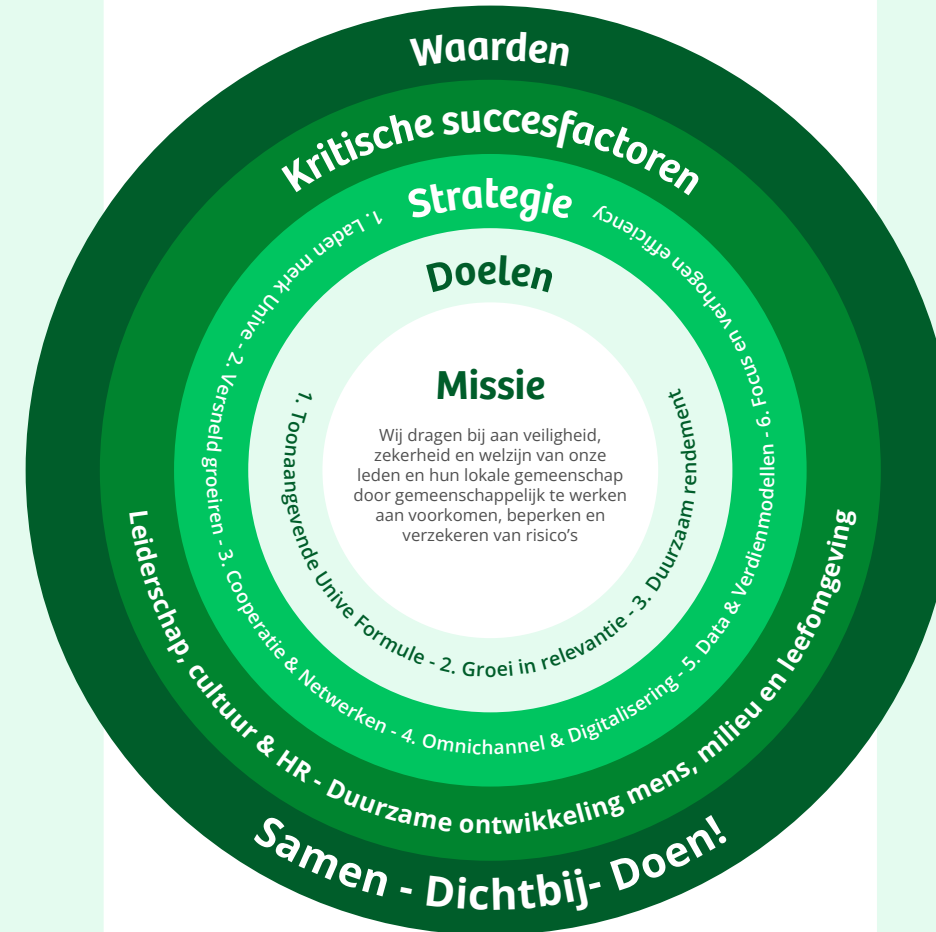 Waarden
Kritische succesfactoren
Strategie
1. Laden merk Unive - 2. Versneld groeiren - 3. Cooperatie & Netwerken - 4. Omnichannel & Digitalisering - 5. Data & Verdienmodellen - 6. Focus en verhogen efficiency
Doelen
1. Toonaangevende Unive Formule - 2. Groei in relevantie - 3. Duurzaam rendement
Missie
Wij dragen bij aan veiligheid,
zekerheid en welzijn van onze
leden en hun lokale gemeenschap
door gemeenschappelijk te werken
aan voorkomen, beperken en
verzekeren van risico’s
Leiderschap, cultuur & HR - Duurzame ontwikkeling mens, milieu en leefomgeving
Samen - Dichtbij- Doen!